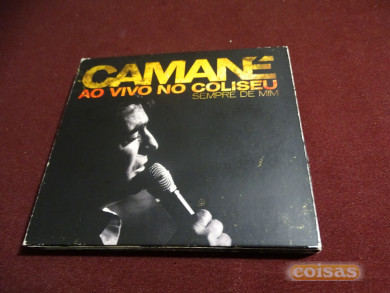 CAMANÉ
AO VIVO NO COLISEU
SEMPRE DE MIM
coisas